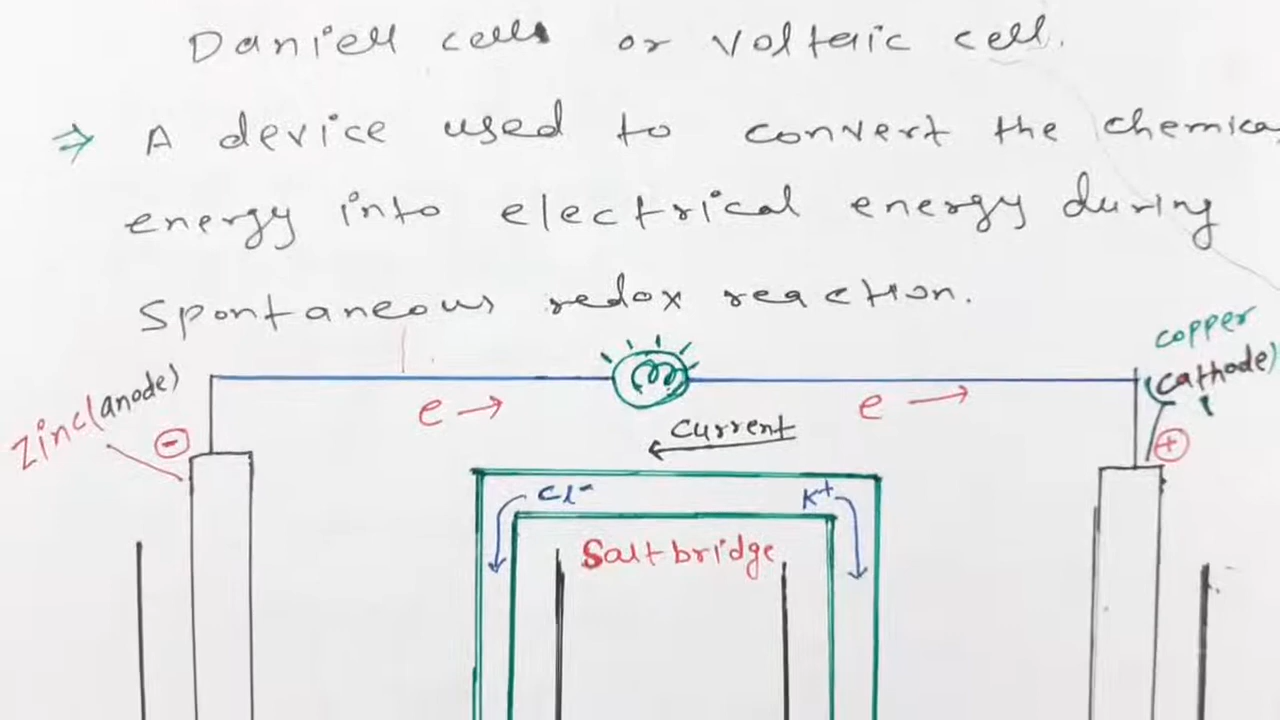 Daniell cells or Voltaic cell.
⇒ A device used to convert the chemica
energy into electrical energy during
Spontaneous redox reaction.
copper
(cathode)
Zinc(anode)
e → e →
Current
- +
Cl⁻ K⁺
Salt bridge